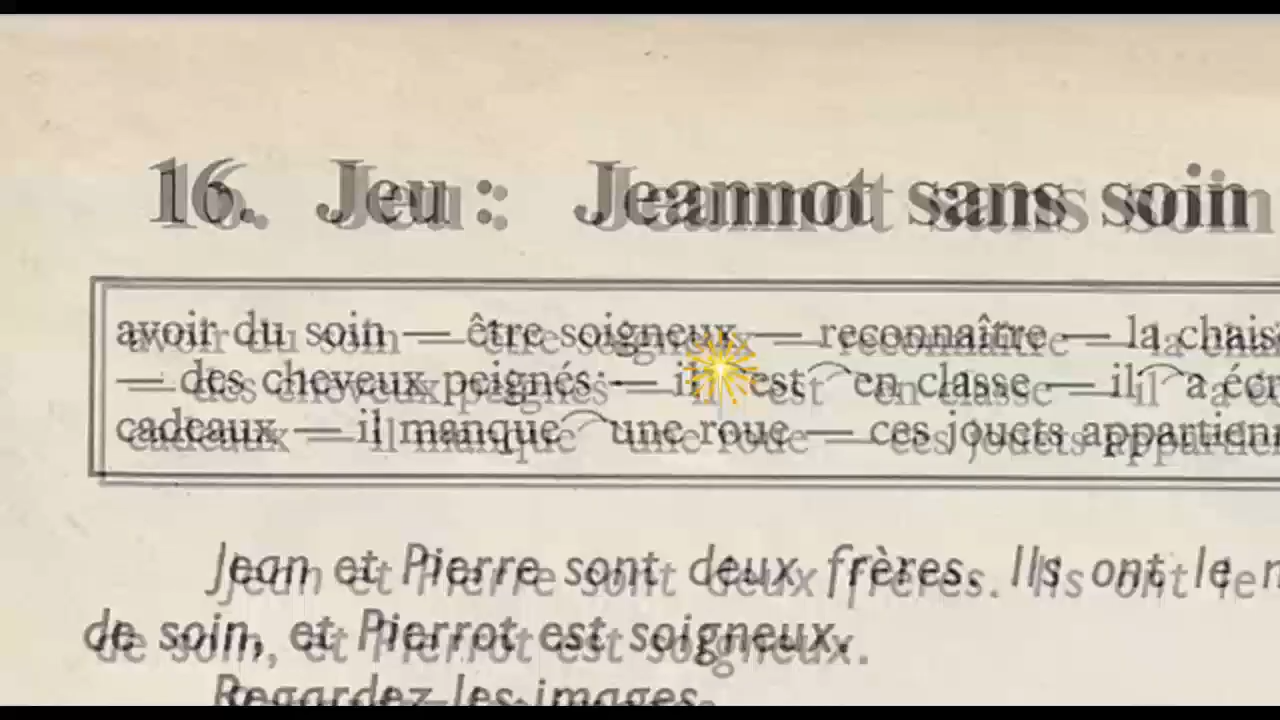 16. Jeu : Jeannot sans soin
avoir du soin — être soigneux — reconnaître — la chais
— des cheveux peignés — il est en classe — il a écr
cadeaux — il manque une roue — ces jouets appartienn
Jean et Pierre sont deux frères. Ils ont le
de soin, et Pierrot est soigneux.
Regardez les images.